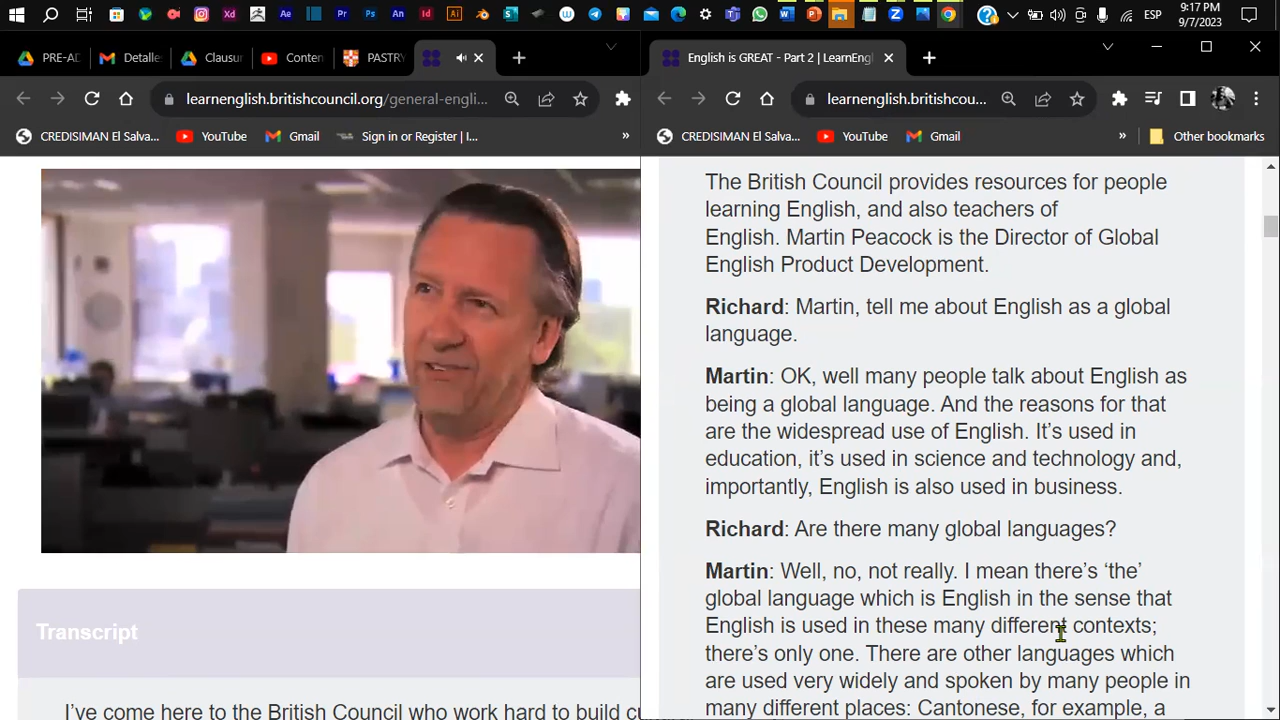 ESP
9:17 PM
9/7/2023
PRE-AD
Detalle
Clausur
Conten
PASTRY
English is GREAT - Part 2 | LearnEngl
learnenglish.britishcouncil.org/general-engli...
learnenglish.britishcou...
CREDISIMAN El Salva...
YouTube
Gmail
Sign in or Register | I...
»
CREDISIMAN El Salva...
YouTube
Gmail
»
Other bookmarks
Transcript
I’ve come here to the British Council who work hard to build cu
The British Council provides resources for people
learning English, and also teachers of
English. Martin Peacock is the Director of Global
English Product Development.
Richard: Martin, tell me about English as a global
language.
Martin: OK, well many people talk about English as
being a global language. And the reasons for that
are the widespread use of English. It’s used in
education, it’s used in science and technology and,
importantly, English is also used in business.
Richard: Are there many global languages?
Martin: Well, no, not really. I mean there’s ‘the’
global language which is English in the sense that
English is used in these many different contexts;
there’s only one. There are other languages which
are used very widely and spoken by many people in
many different places: Cantonese, for example, a